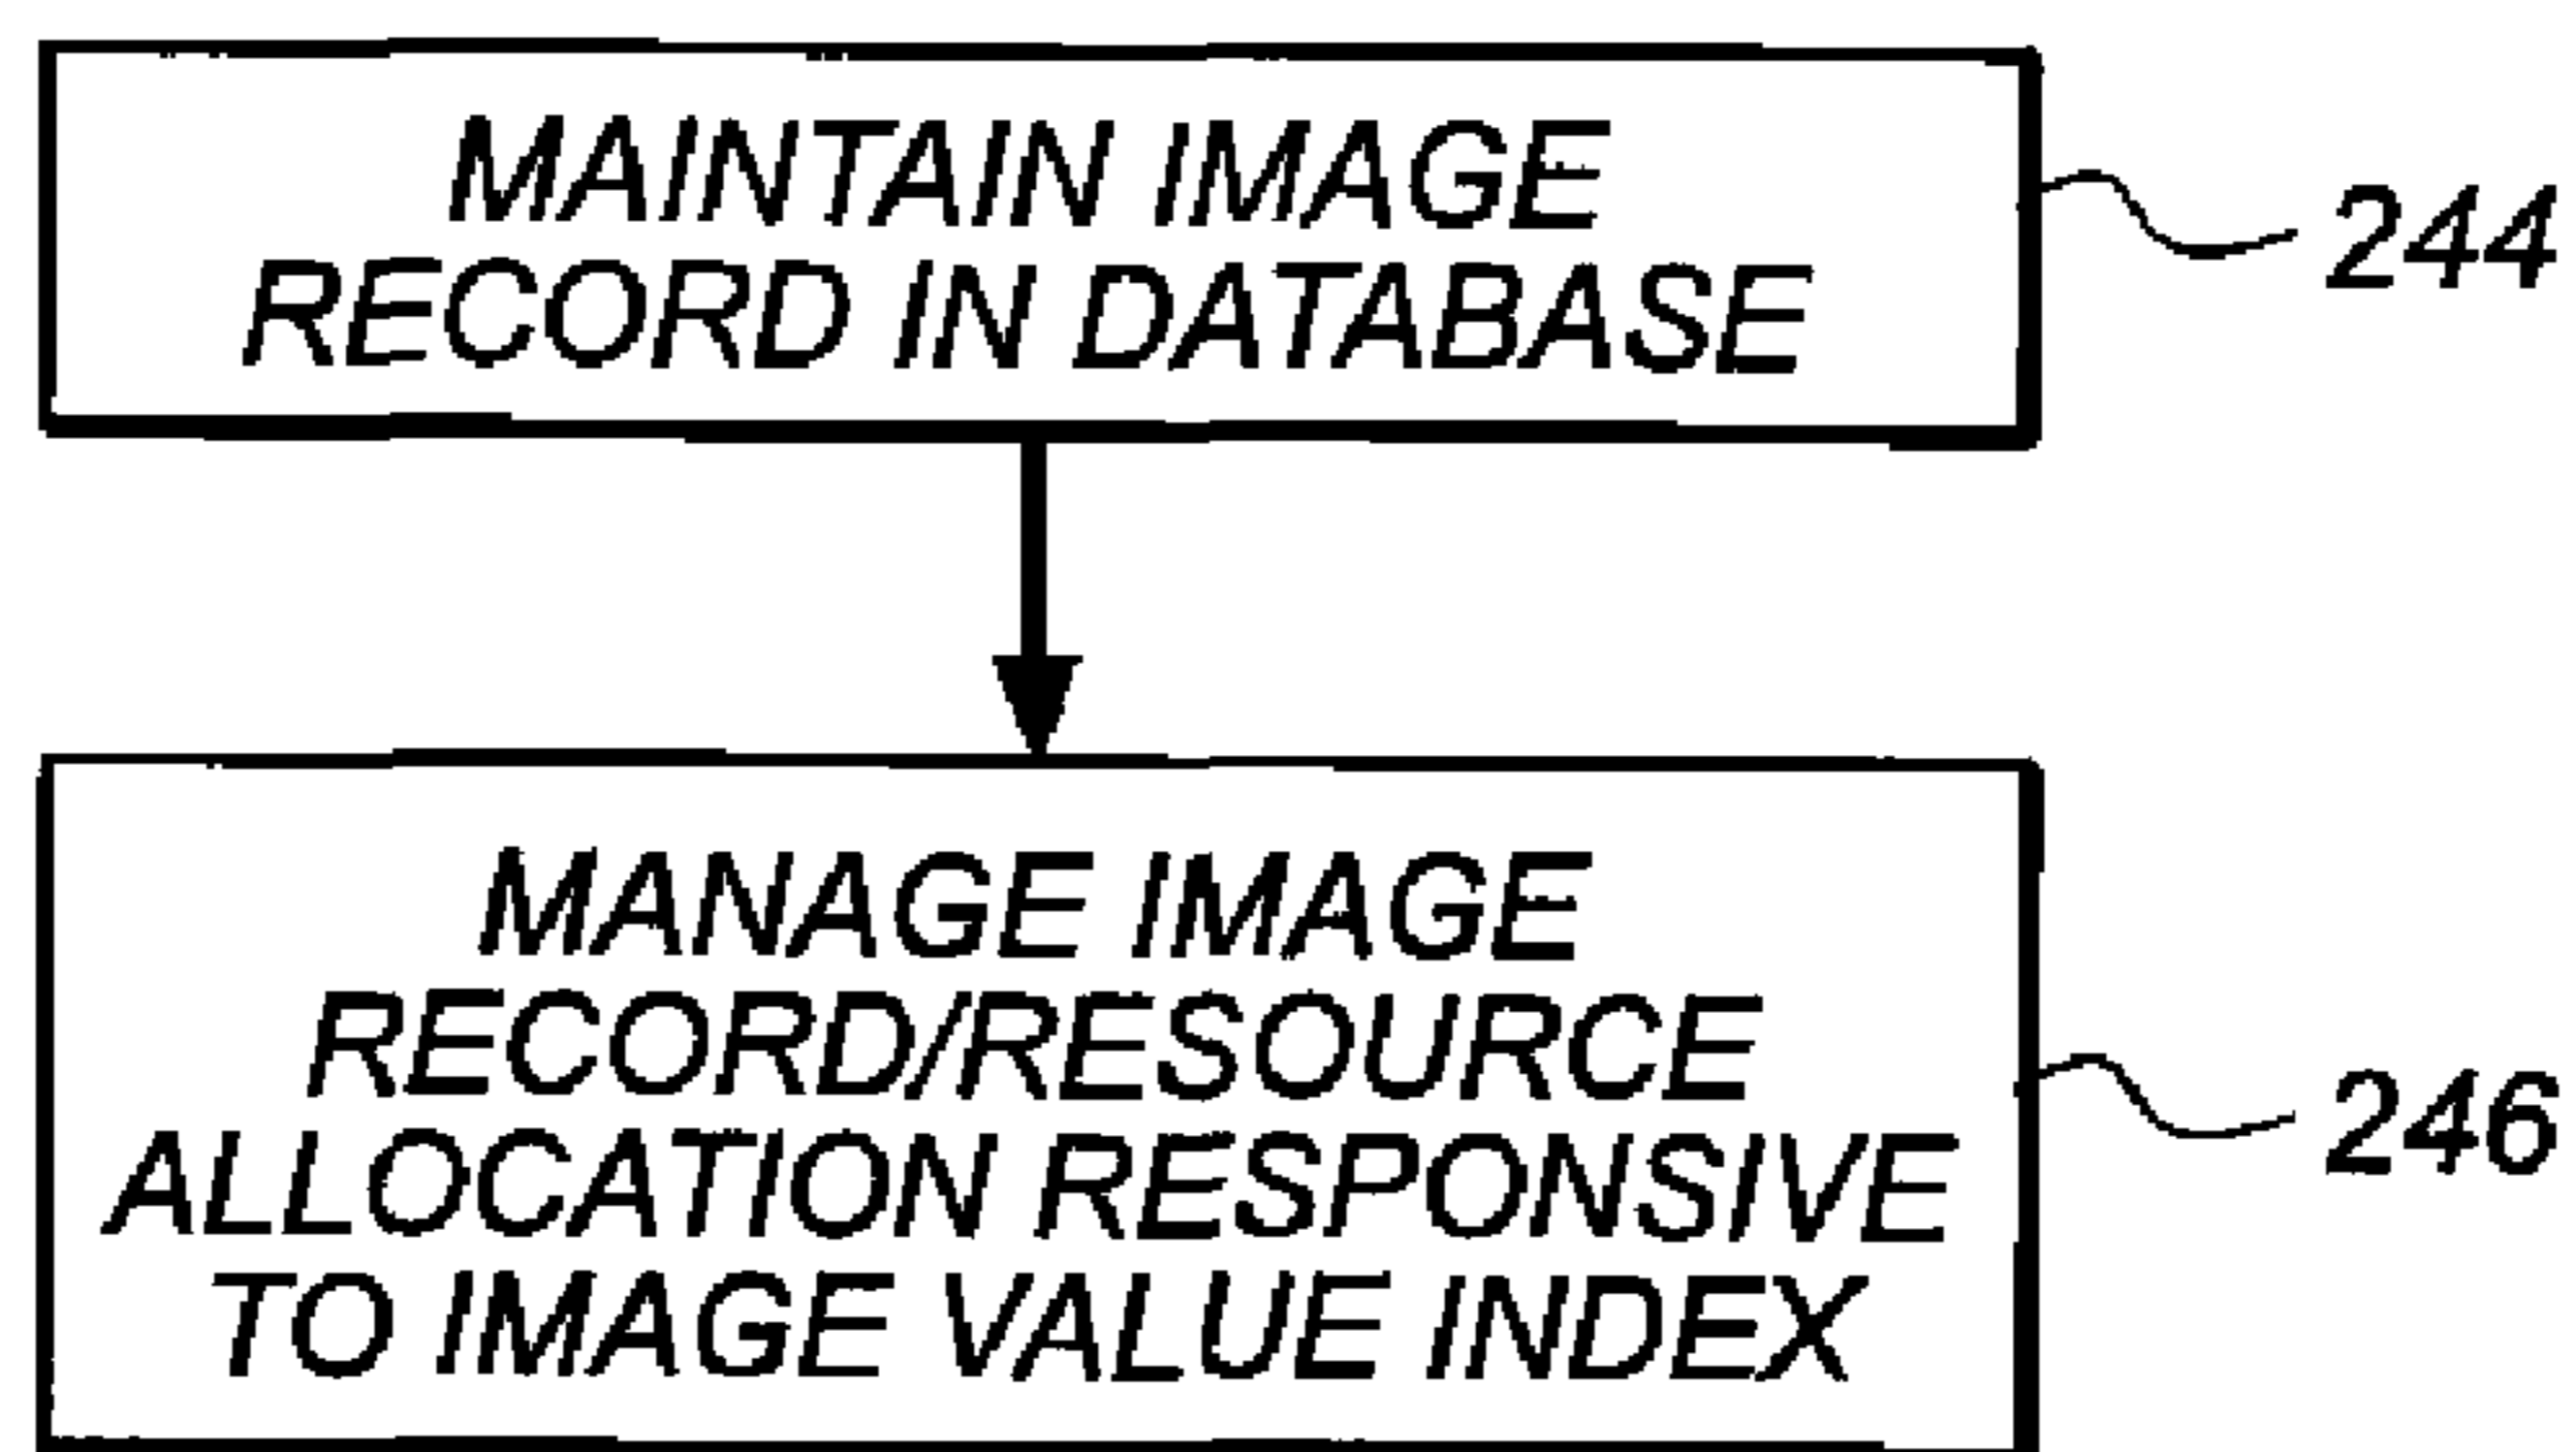 MAINTAIN IMAGE
RECORD IN DATABASE
244
MANAGE IMAGE
RECORD/RESOURCE
ALLOCATION RESPONSIVE
TO IMAGE VALUE INDEX
246